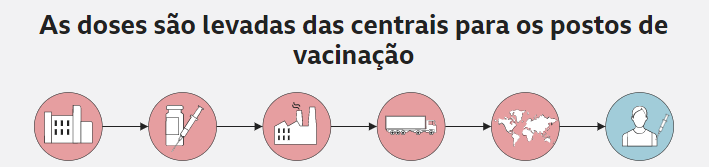 As doses são levadas das centrais para os postos de
vacinação